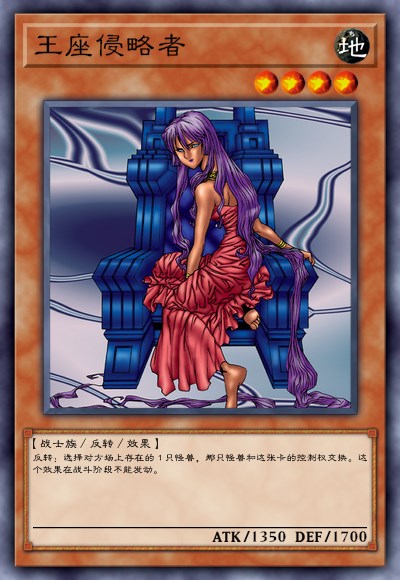 王座侵略者
地
【战士族／反转／效果】
反转：选择对方场上存在的1只怪兽，那只怪兽和这张卡的控制权交换。这
个效果在战斗阶段不能发动。
ATK/1350 DEF/1700